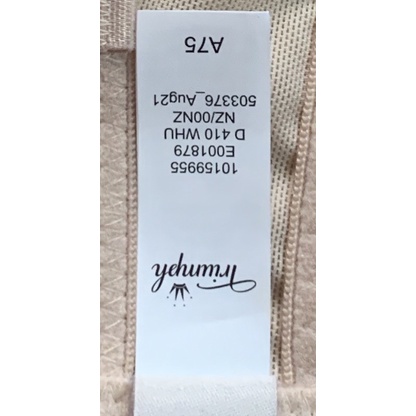 Triumph
10159955
E001879
D 410 WHU
NZ/00NZ
503376_Aug21
A75